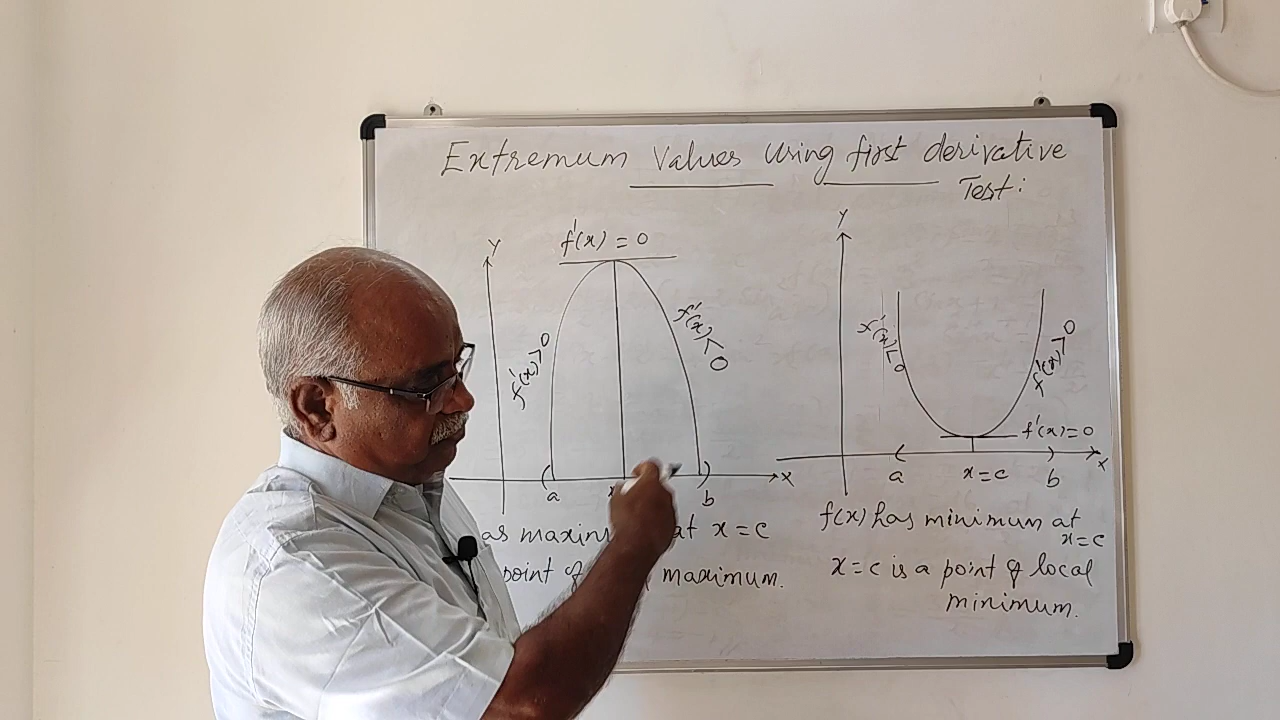 Extremum Values Using first derivative
Test:
Y
f'(x) = 0
f'(x) > 0
f'(x) < 0
a
b
X
as at x = c
point of maximum.
Y
f'(x) < 0
f'(x) > 0
f'(x) = 0
a
x = c
b
X
f(x) has minimum at
x = c
x = c is a point of local
minimum.